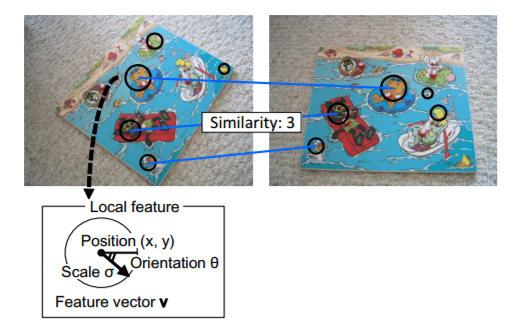 Similarity: 3
Local feature
Position (x, y)
Orientation θ
Scale σ
Feature vector v